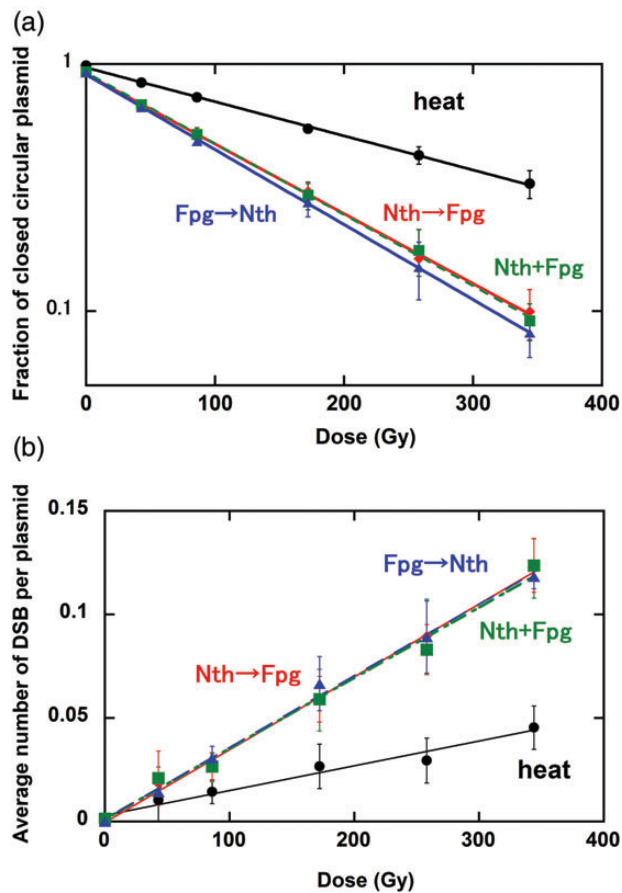 (a)
1
heat
Fpg→Nth
Nth→Fpg
Nth+Fpg
0.1
Fraction of closed circular plasmid
0 100 200 300 400
Dose (Gy)
(b)
0.15
Fpg→Nth
0.1
Nth+Fpg
Nth→Fpg
0.05
heat
0
Average number of DSB per plasmid
0 100 200 300 400
Dose (Gy)